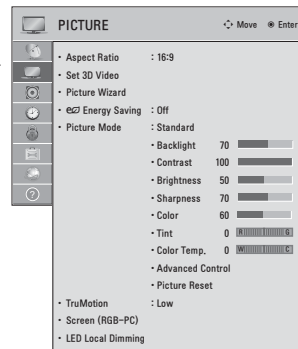 PICTURE Move Enter
• Aspect Ratio : 16:9
• Set 3D Video
• Picture Wizard
• Energy Saving : Off
• Picture Mode : Standard
• Backlight 70
• Contrast 100
• Brightness 50
• Sharpness 70
• Color 60
• Tint 0 R G
• Color Temp. 0 W C
• Advanced Control
• Picture Reset
• TruMotion : Low
• Screen (RGB-PC)
• LED Local Dimming